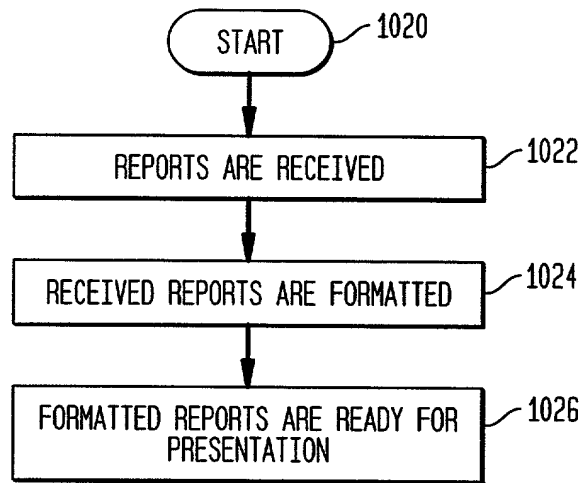 START
1020
REPORTS ARE RECEIVED
1022
RECEIVED REPORTS ARE FORMATTED
1024
FORMATTED REPORTS ARE READY FOR
PRESENTATION
1026